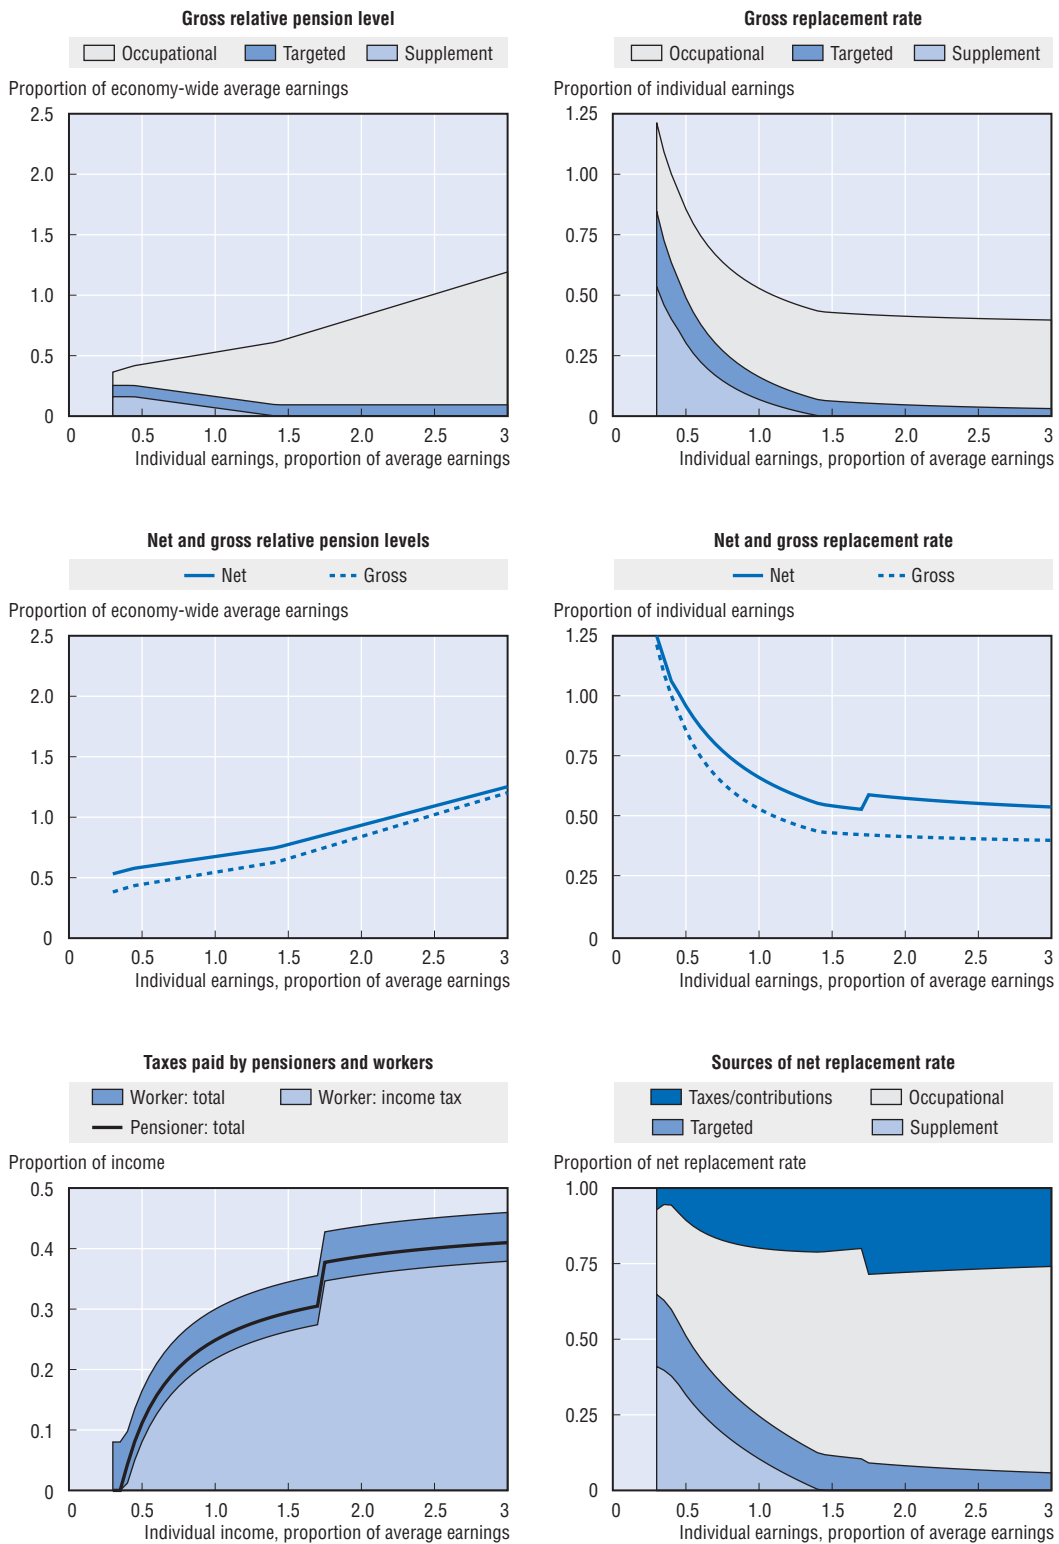 Gross relative pension level
Occupational Targeted Supplement
Proportion of economy-wide average earnings
2.5
2.0
1.5
1.0
0.5
0
0 0.5 1.0 1.5 2.0 2.5 3
Individual earnings, proportion of average earnings
Gross replacement rate
Occupational Targeted Supplement
Proportion of individual earnings
1.25
1.00
0.75
0.50
0.25
0
0 0.5 1.0 1.5 2.0 2.5 3
Individual earnings, proportion of average earnings
Net and gross relative pension levels
Net Gross
Proportion of economy-wide average earnings
2.5
2.0
1.5
1.0
0.5
0
0 0.5 1.0 1.5 2.0 2.5 3
Individual earnings, proportion of average earnings
Net and gross replacement rate
Net Gross
Proportion of individual earnings
1.25
1.00
0.75
0.50
0.25
0
0 0.5 1.0 1.5 2.0 2.5 3
Individual earnings, proportion of average earnings
Taxes paid by pensioners and workers
Worker: total Worker: income tax
Pensioner: total
Proportion of income
0.5
0.4
0.3
0.2
0.1
0
0.5 1.0 1.5 2.0 2.5 3
Individual income, proportion of average earnings
Sources of net replacement rate
Taxes/contributions Occupational
Targeted Supplement
Proportion of net replacement rate
1.00
0.75
0.50
0.25
0
0 0.5 1.0 1.5 2.0 2.5 3
Individual earnings, proportion of average earnings